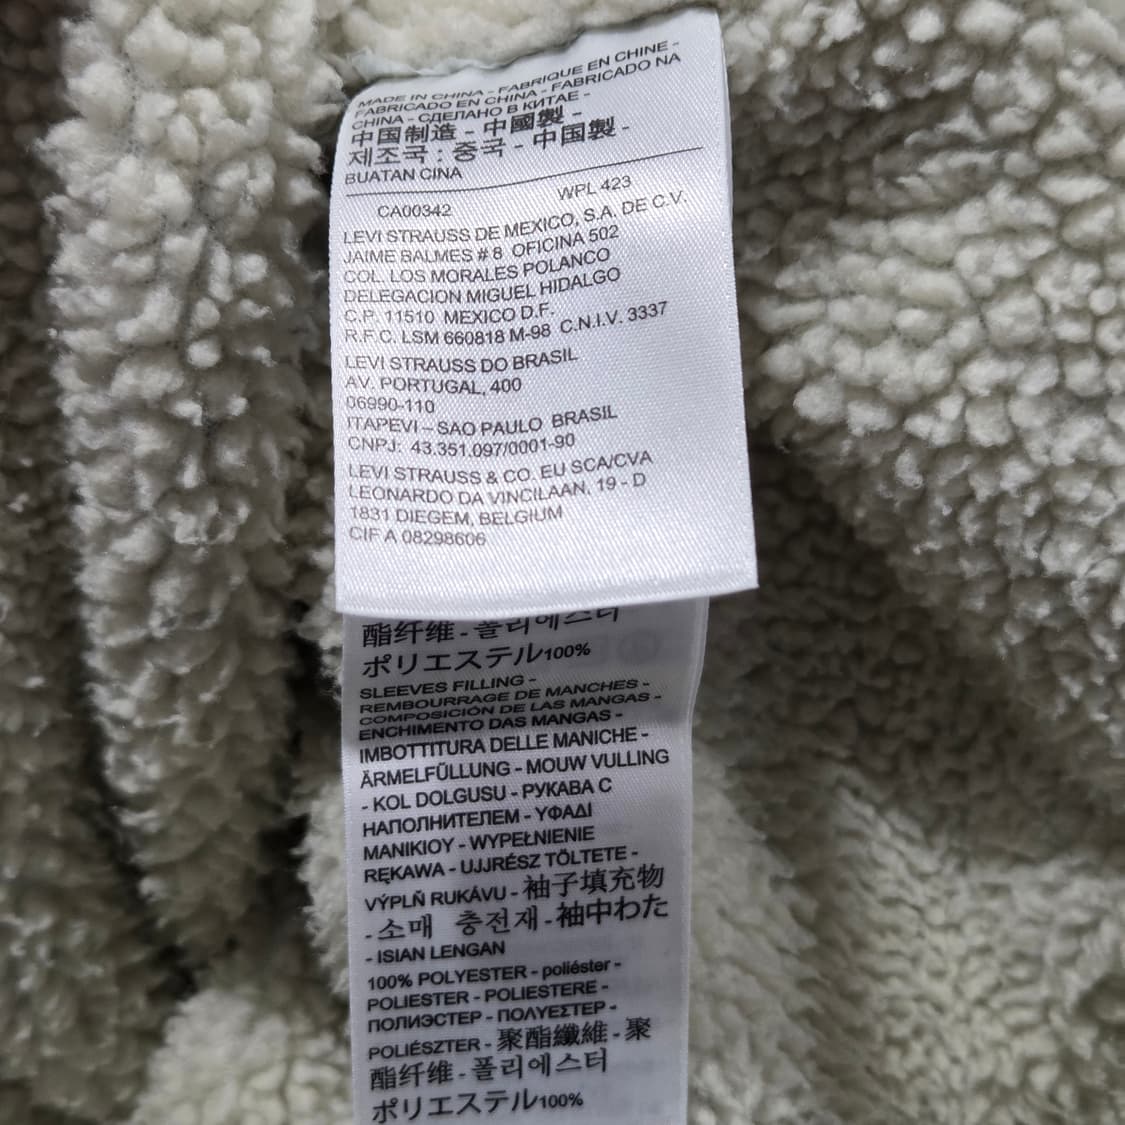 MADE IN CHINA - FABRIQUE EN CHINE -
FABRICADO EN CHINA - FABRICADO NA
CHINA - СДЕЛАНО В КИТАЕ -
中国制造 - 中國製 -
제조국 : 중국 - 中国製 -
BUATAN CINA
CA00342 WPL 423
LEVI STRAUSS DE MEXICO, S.A. DE C.V.
JAIME BALMES # 8 OFICINA 502
COL. LOS MORALES POLANCO
DELEGACION MIGUEL HIDALGO
C.P. 11510 MEXICO D.F.
R.F.C. LSM 660818 M-98 C.N.I.V. 3337
LEVI STRAUSS DO BRASIL
AV. PORTUGAL, 400
06990-110
ITAPEVI – SAO PAULO BRASIL
CNPJ: 43.351.097/0001-90
LEVI STRAUSS & CO. EU SCA/CVA
LEONARDO DA VINCILAAN, 19 - D
1831 DIEGEM, BELGIUM
CIF A 08298606
酯纤维 - 폴리에스터
ポリエステル100%
SLEEVES FILLING -
REMBOURRAGE DE MANCHES -
COMPOSICIÓN DE LAS MANGAS -
ENCHIMENTO DAS MANGAS -
IMBOTTITURA DELLE MANICHE -
ÄRMELFÜLLUNG - MOUW VULLING
- KOL DOLGUSU - РУКАВА С
НАПОЛНИТЕЛЕМ - ΥΦΑΔΙ
ΜΑΝΙΚΙΟΥ - WYPEŁNIENIE
RĘKAWA - UJJRÉSZ TÖLTETE -
VÝPLŇ RUKÁVU - 袖子填充物
- 소매 충전재 - 袖中わた
- ISIAN LENGAN
100% POLYESTER - poliéster -
POLIESTER - POLIESTERE -
ПОЛИЭСТЕР - ΠΟΛΥΕΣΤΕΡ -
POLIÉSZTER - 聚酯纖維 - 聚
酯纤维 - 폴리에스터
ポリエステル100%